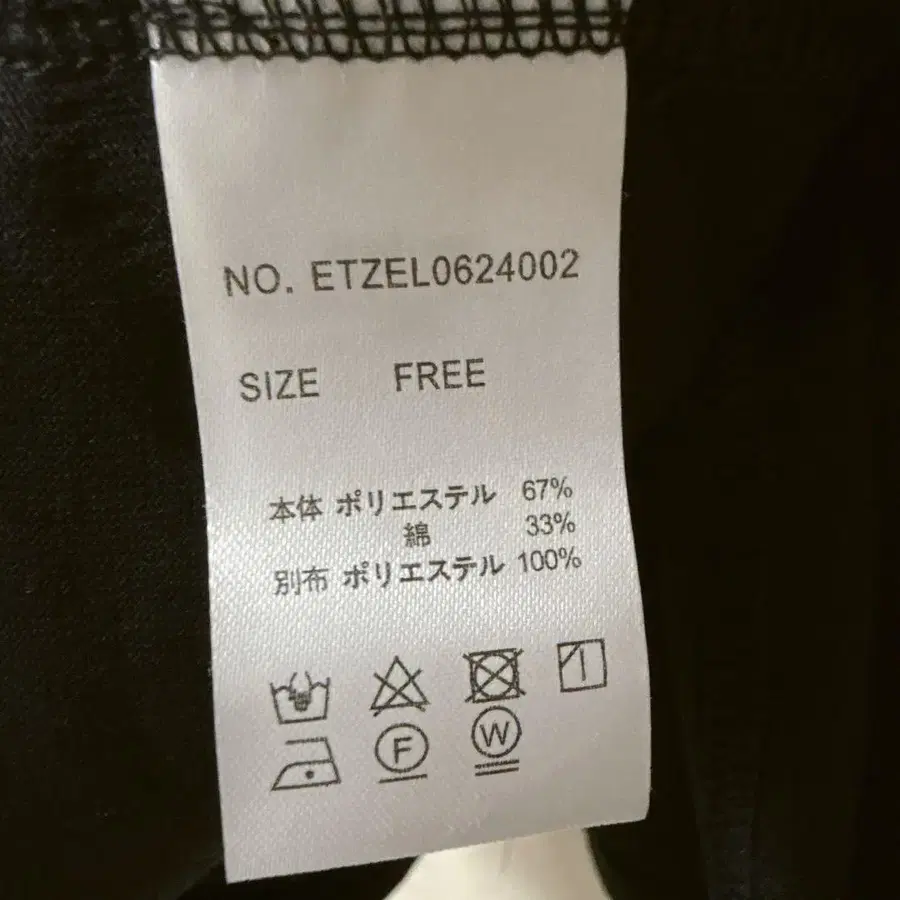 NO. ETZEL0624002
SIZE FREE
本体 ポリエステル 67%
綿 33%
別布 ポリエステル 100%
F
W